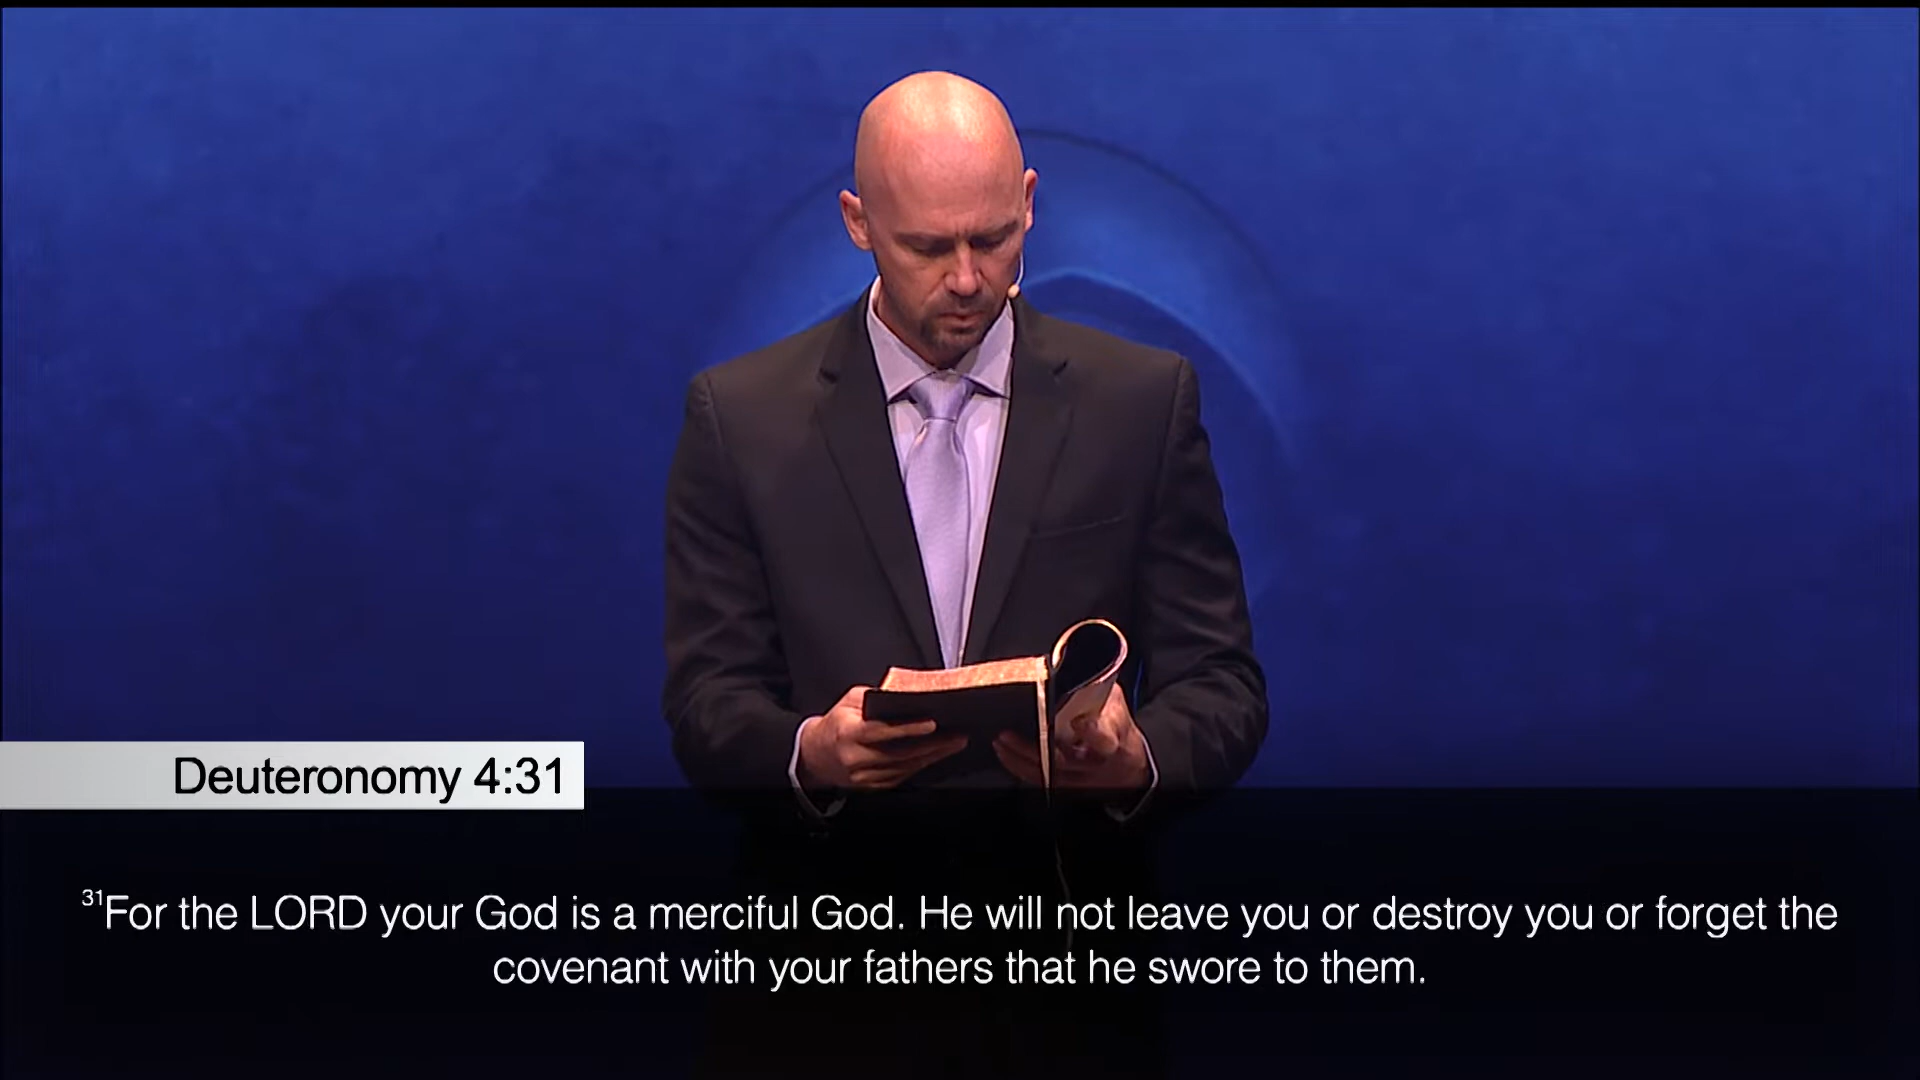 Deuteronomy 4:31
³¹For the LORD your God is a merciful God. He will not leave you or destroy you or forget the
covenant with your fathers that he swore to them.